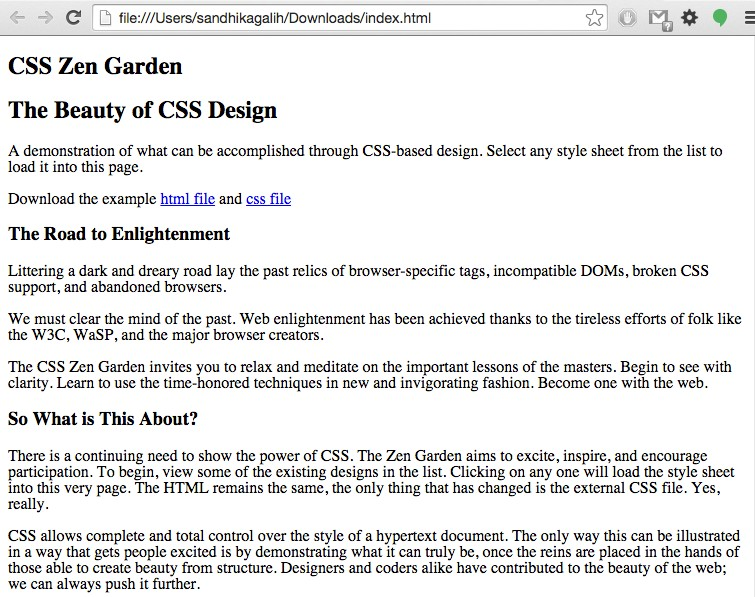 file:///Users/sandhikagalih/Downloads/index.html
CSS Zen Garden
The Beauty of CSS Design
A demonstration of what can be accomplished through CSS-based design. Select any style sheet from the list to
load it into this page.
Download the example html file and css file
The Road to Enlightenment
Littering a dark and dreary road lay the past relics of browser-specific tags, incompatible DOMs, broken CSS
support, and abandoned browsers.
We must clear the mind of the past. Web enlightenment has been achieved thanks to the tireless efforts of folk like
the W3C, WaSP, and the major browser creators.
The CSS Zen Garden invites you to relax and meditate on the important lessons of the masters. Begin to see with
clarity. Learn to use the time-honored techniques in new and invigorating fashion. Become one with the web.
So What is This About?
There is a continuing need to show the power of CSS. The Zen Garden aims to excite, inspire, and encourage
participation. To begin, view some of the existing designs in the list. Clicking on any one will load the style sheet
into this very page. The HTML remains the same, the only thing that has changed is the external CSS file. Yes,
really.
CSS allows complete and total control over the style of a hypertext document. The only way this can be illustrated
in a way that gets people excited is by demonstrating what it can truly be, once the reins are placed in the hands of
those able to create beauty from structure. Designers and coders alike have contributed to the beauty of the web;
we can always push it further.